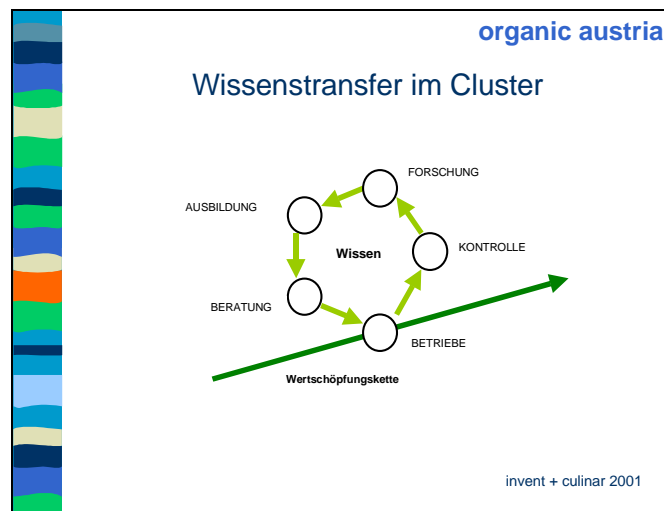 organic austria
Wissenstransfer im Cluster
FORSCHUNG
AUSBILDUNG
Wissen
KONTROLLE
BERATUNG
BETRIEBE
Wertschöpfungskette
invent + culinar 2001